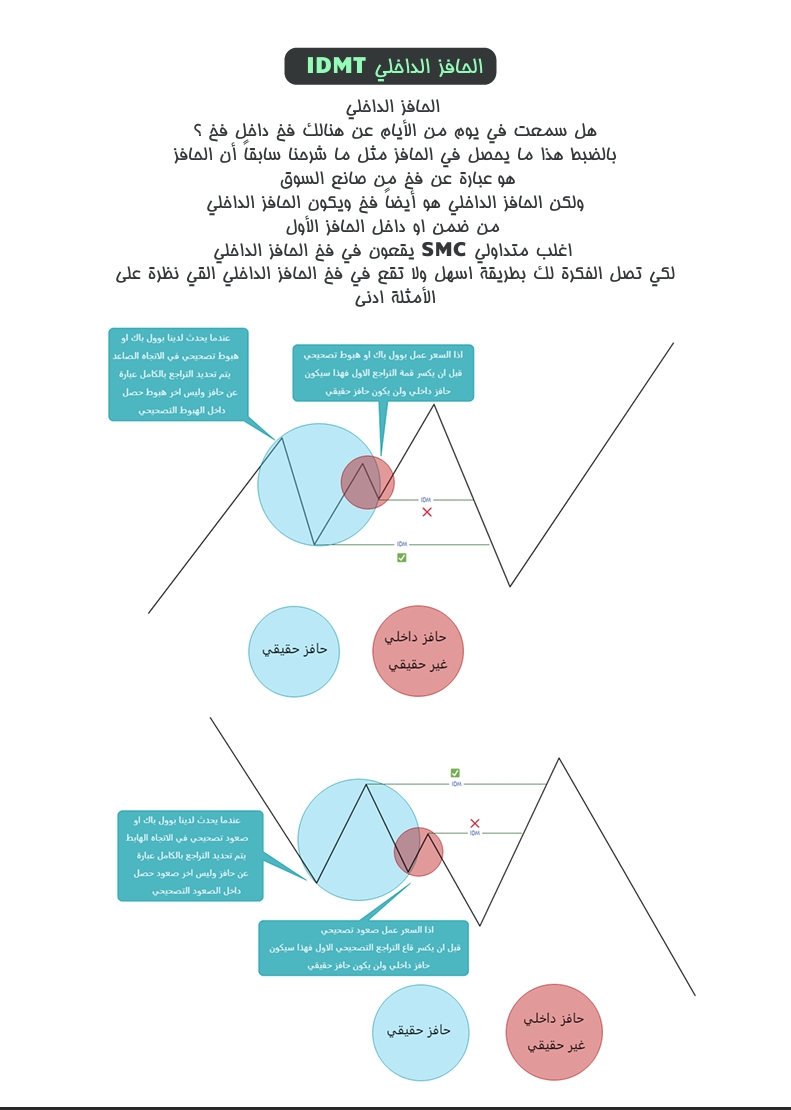 الحافز الداخلي IDMT
الحافز الداخلي
هل سمعت في يوم من الأيام عن هنالك فخ داخل فخ ؟
بالضبط هذا ما يحصل في الحافز مثل ما شرحنا سابقاً أن الحافز
هو عبارة عن فخ من صانع السوق
ولكن الحافز الداخلي هو أيضاً فخ ويكون الحافز الداخلي
من ضمن او داخل الحافز الأول
اغلب متداولي SMC يقعون في فخ الحافز الداخلي
لكي تصل الفكرة لك بطريقة اسهل ولا تقع في فخ الحافز الداخلي القي نظرة على
الأمثلة ادنى
عندما يحدث لدينا بوول باك او
هبوط تصحيحي في الاتجاه الصاعد
يتم تحديد التراجع بالكامل عبارة
عن حافز وليس اخر هبوط حصل
داخل الهبوط التصحيحي
اذا السعر عمل بوول باك او هبوط تصحيحي
قبل ان يكسر قمة التراجع الاول فهذا سيكون
حافز داخلي ولن يكون حافز حقيقي
IDM
IDM
حافز حقيقي
حافز داخلي
غير حقيقي
IDM
IDM
عندما يحدث لدينا بوول باك او
صعود تصحيحي في الاتجاه الهابط
يتم تحديد التراجع بالكامل عبارة
عن حافز وليس اخر صعود حصل
داخل الصعود التصحيحي
اذا السعر عمل صعود تصحيحي
قبل ان يكسر قاع التراجع التصحيحي الاول فهذا سيكون
حافز داخلي ولن يكون حافز حقيقي
حافز حقيقي
حافز داخلي
غير حقيقي